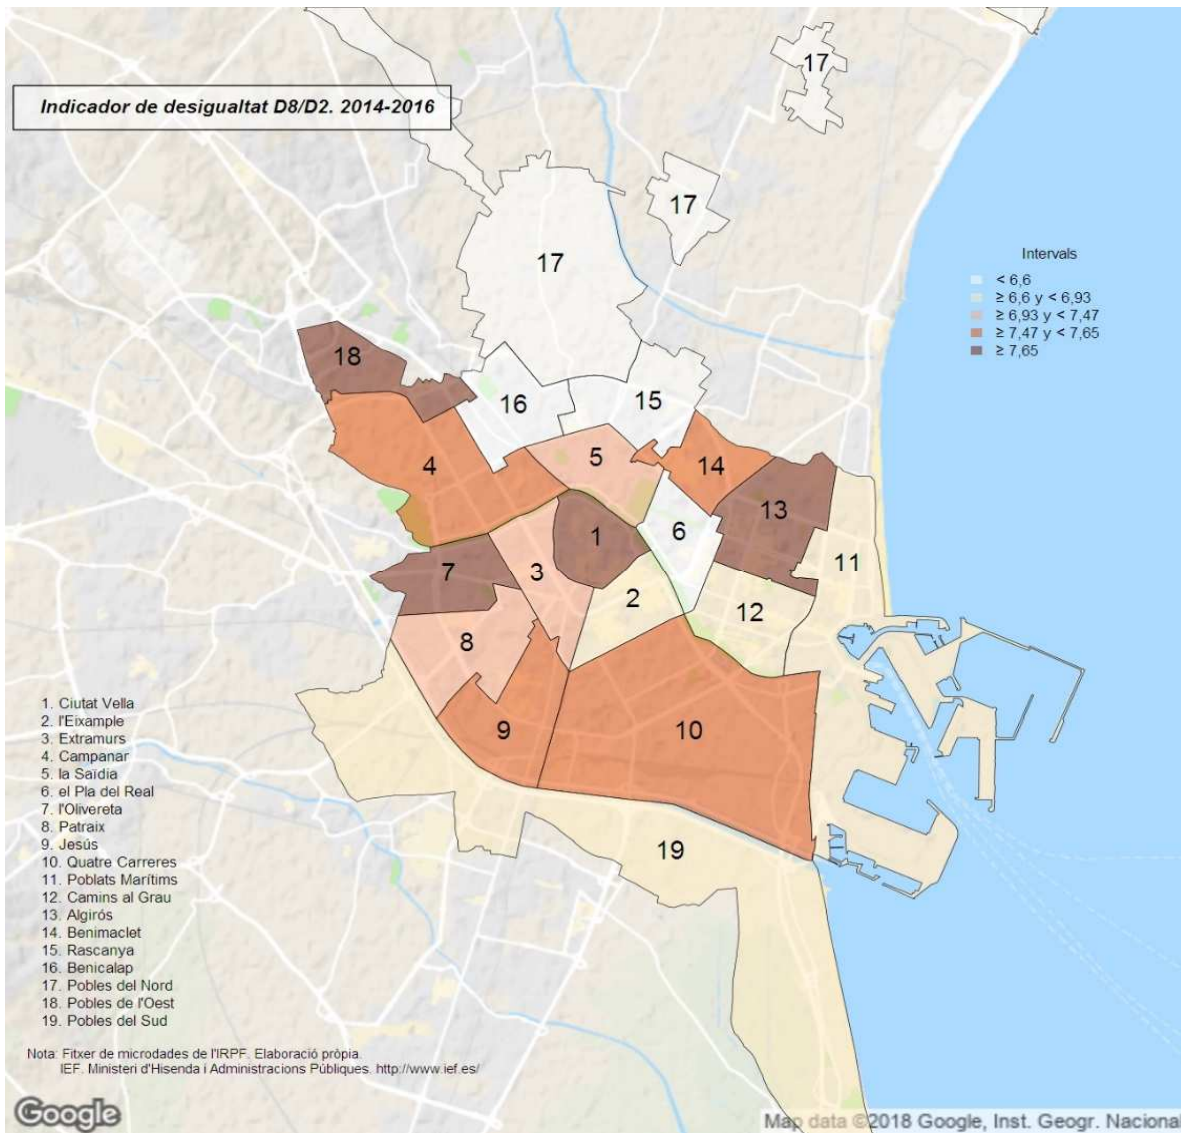 Indicador de desigualtat D8/D2. 2014-2016
17
17
17
Intervals
< 6,6
≥ 6,6 y < 6,93
≥ 6,93 y < 7,47
≥ 7,47 y < 7,65
≥ 7,65
18
16
15
4
5
14
13
1
6
11
7
3
2
12
8
9
10
19
1. Ciutat Vella
2. l'Eixample
3. Extramurs
4. Campanar
5. la Saïdia
6. el Pla del Real
7. l'Olivereta
8. Patraix
9. Jesús
10. Quatre Carreres
11. Poblats Marítims
12. Camins al Grau
13. Algirós
14. Benimaclet
15. Rascanya
16. Benicalap
17. Pobles del Nord
18. Pobles de l'Oest
19. Pobles del Sud
Nota: Fitxer de microdades de l'IRPF. Elaboració pròpia.
IEF. Ministeri d'Hisenda i Administracions Públiques. http://www.ief.es/
Google
Map data ©2018 Google, Inst. Geogr. Nacional